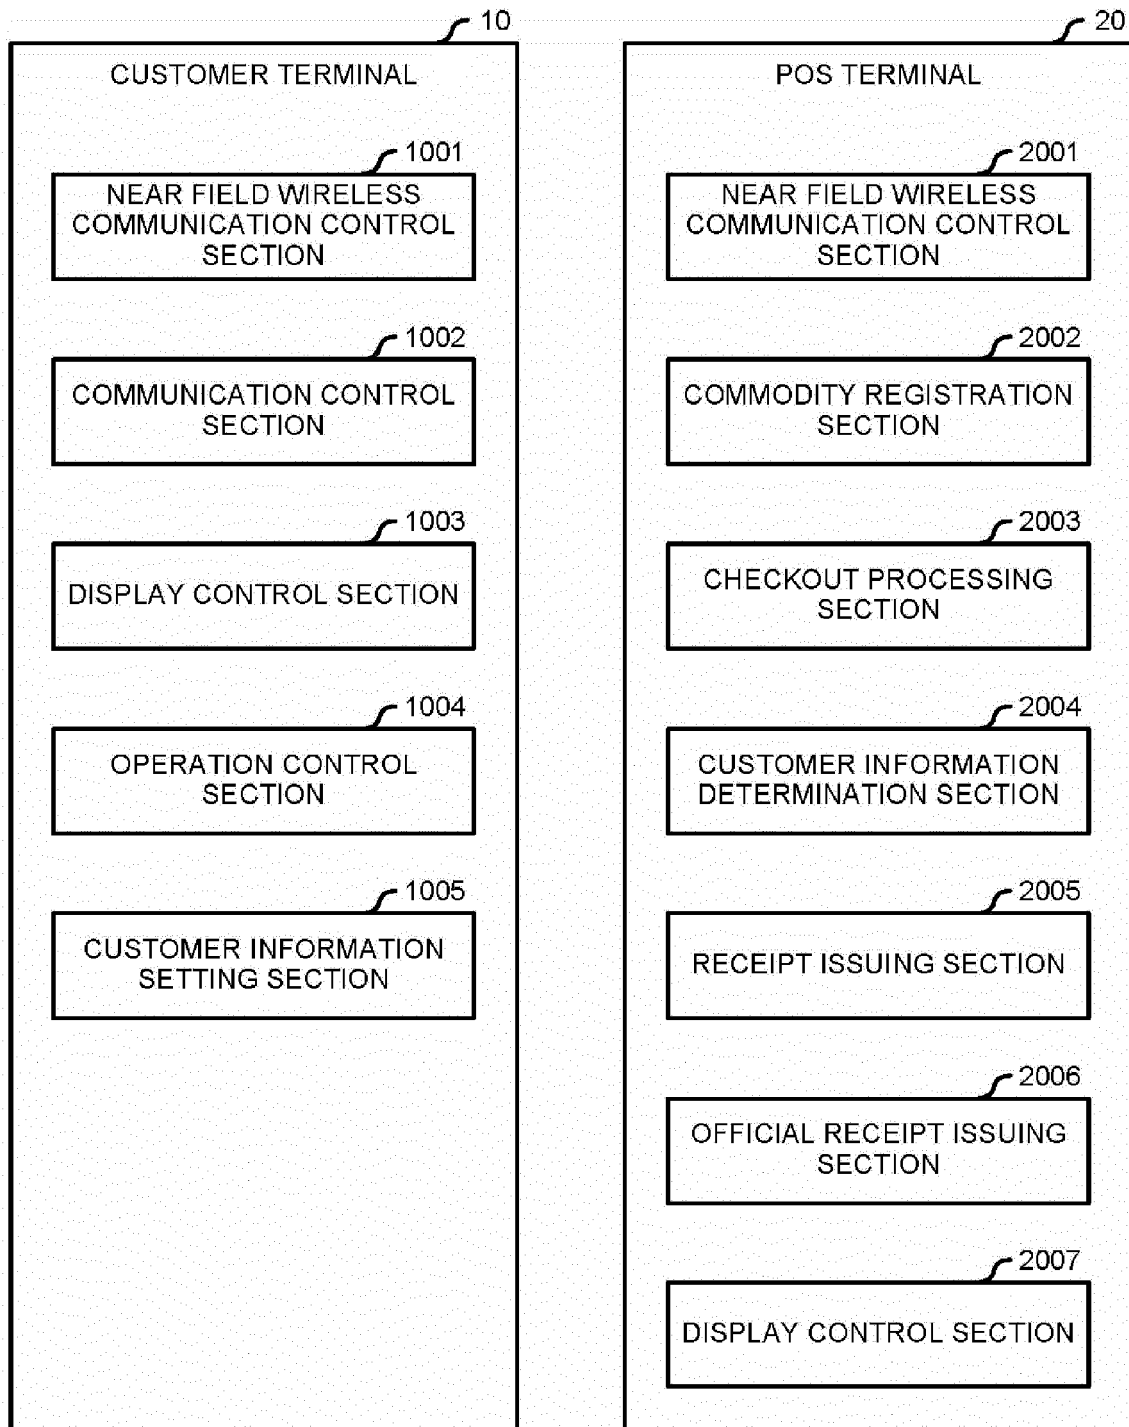 10
CUSTOMER TERMINAL
1001
NEAR FIELD WIRELESS
COMMUNICATION CONTROL
SECTION
1002
COMMUNICATION CONTROL
SECTION
1003
DISPLAY CONTROL SECTION
1004
OPERATION CONTROL
SECTION
1005
CUSTOMER INFORMATION
SETTING SECTION
20
POS TERMINAL
2001
NEAR FIELD WIRELESS
COMMUNICATION CONTROL
SECTION
2002
COMMODITY REGISTRATION
SECTION
2003
CHECKOUT PROCESSING
SECTION
2004
CUSTOMER INFORMATION
DETERMINATION SECTION
2005
RECEIPT ISSUING SECTION
2006
OFFICIAL RECEIPT ISSUING
SECTION
2007
DISPLAY CONTROL SECTION